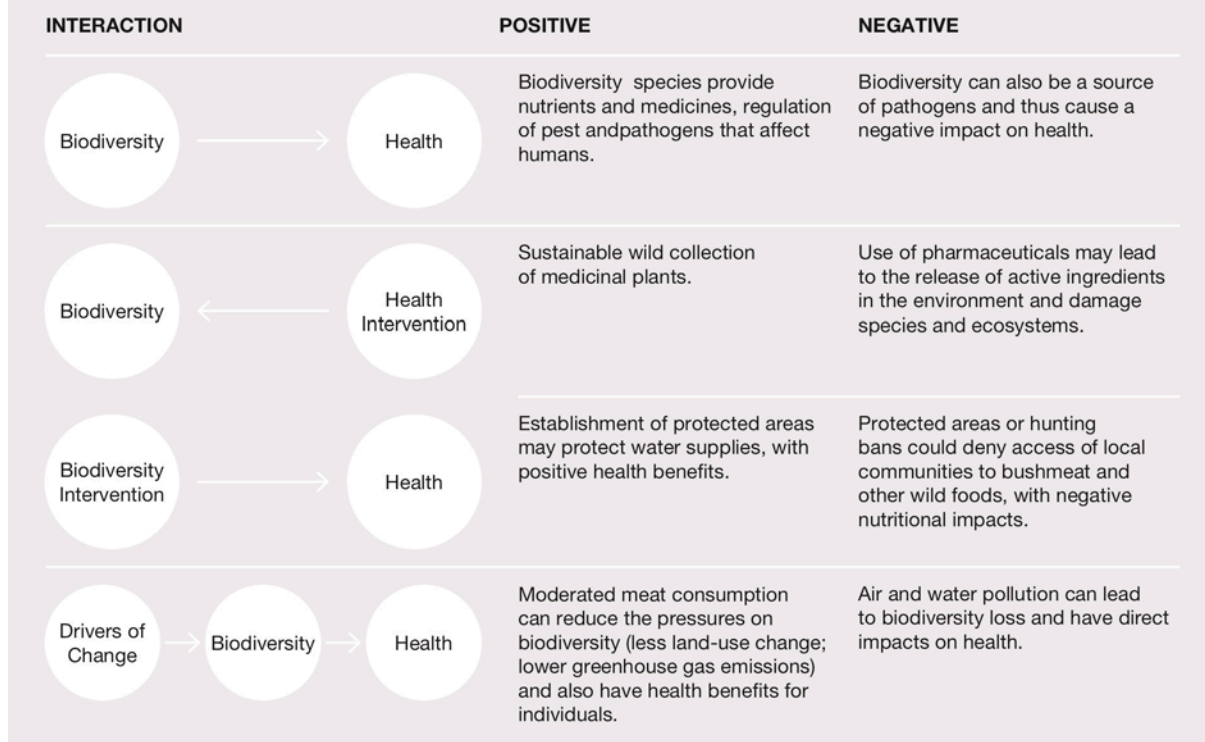 INTERACTION
POSITIVE
NEGATIVE
Biodiversity
Health
Biodiversity  species provide
nutrients and medicines, regulation
of pest andpathogens that affect
humans.
Biodiversity can also be a source
of pathogens and thus cause a
negative impact on health.
Biodiversity
Health
Intervention
Sustainable wild collection
of medicinal plants.
Use of pharmaceuticals may lead
to the release of active ingredients
in the environment and damage
species and ecosystems.
Biodiversity
Intervention
Health
Establishment of protected areas
may protect water supplies, with
positive health benefits.
Protected areas or hunting
bans could deny access of local
communities to bushmeat and
other wild foods, with negative
nutritional impacts.
Drivers of
Change
Biodiversity
Health
Moderated meat consumption
can reduce the pressures on
biodiversity (less land-use change;
lower greenhouse gas emissions)
and also have health benefits for
individuals.
Air and water pollution can lead
to biodiversity loss and have direct
impacts on health.